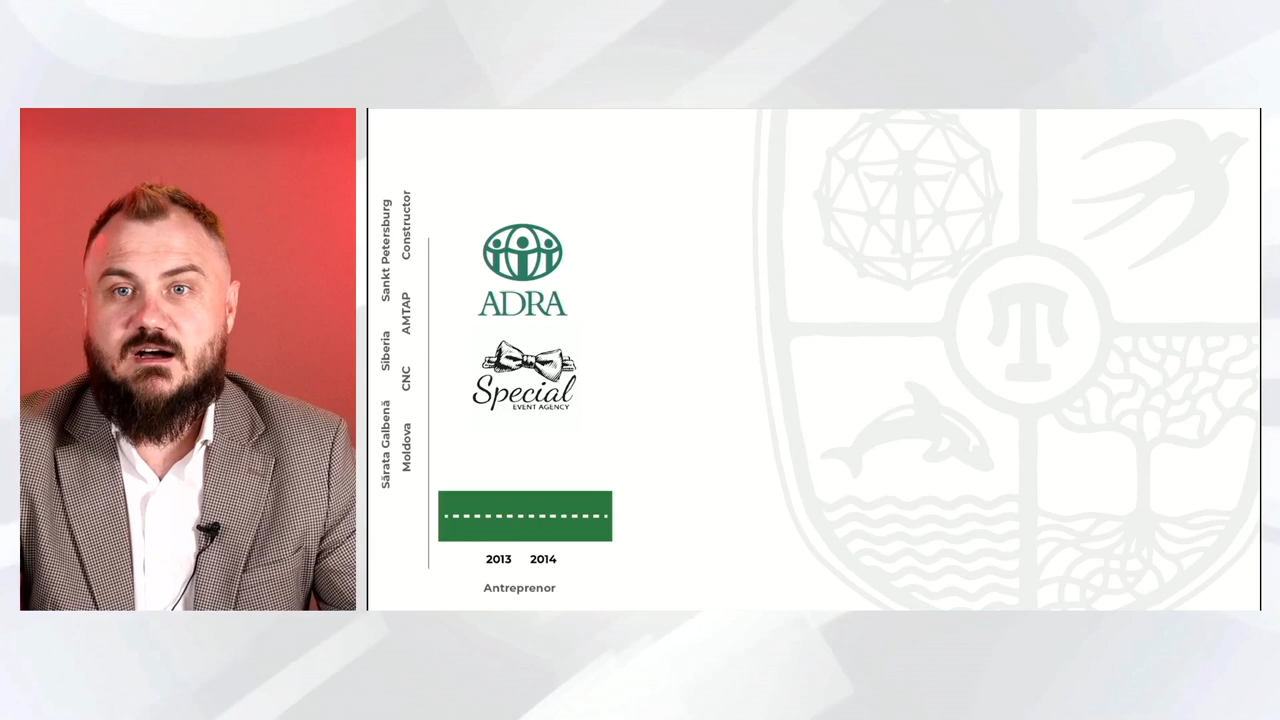 Sărata Galbenă Siberia Sankt Petersburg
Moldova CNC AMTAP Constructor
ADRA
Special
EVENT AGENCY
2013 2014
Antreprenor
T